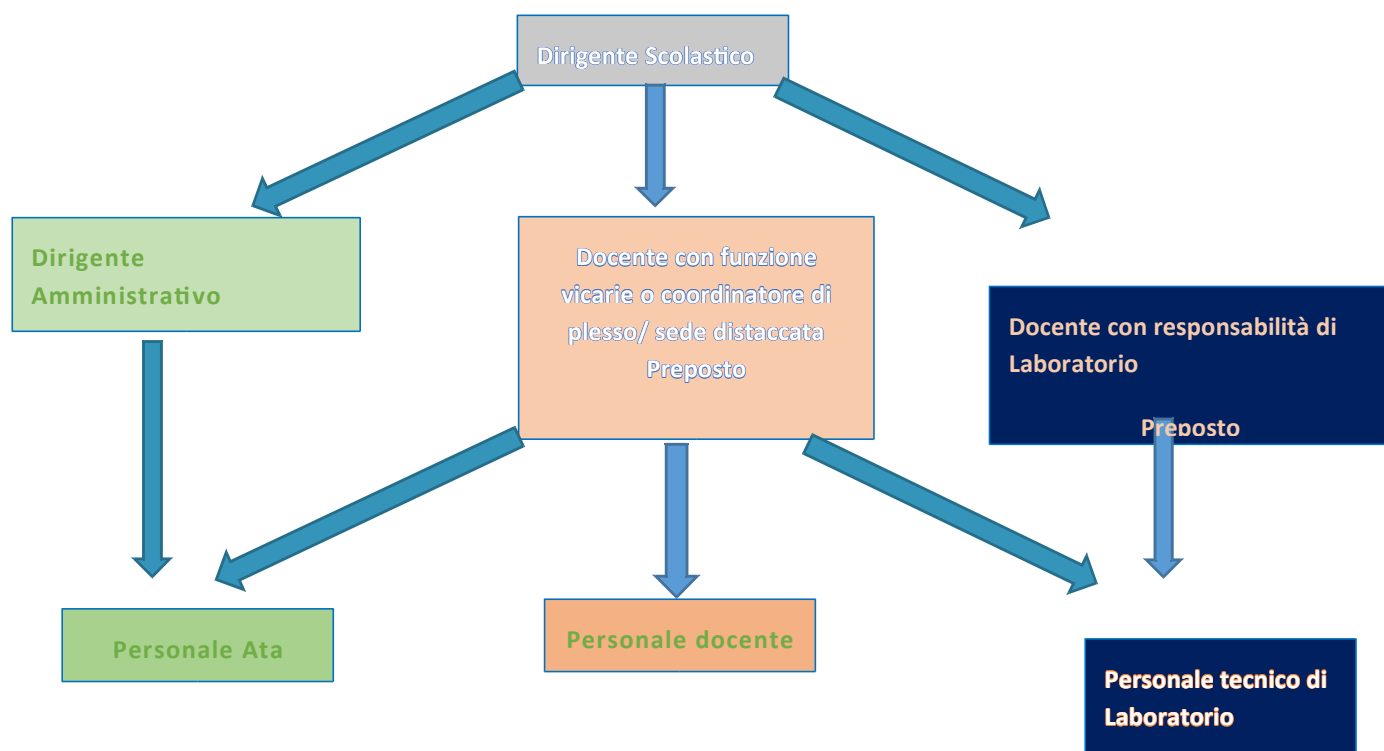 Dirigente Scolastico
Dirigente
Amministrativo
Docente con funzione
vicarie o coordinatore di
plesso/ sede distaccata
Preposto
Docente con responsabilità di
Laboratorio
Preposto
Personale Ata
Personale docente
Personale tecnico di
Laboratorio